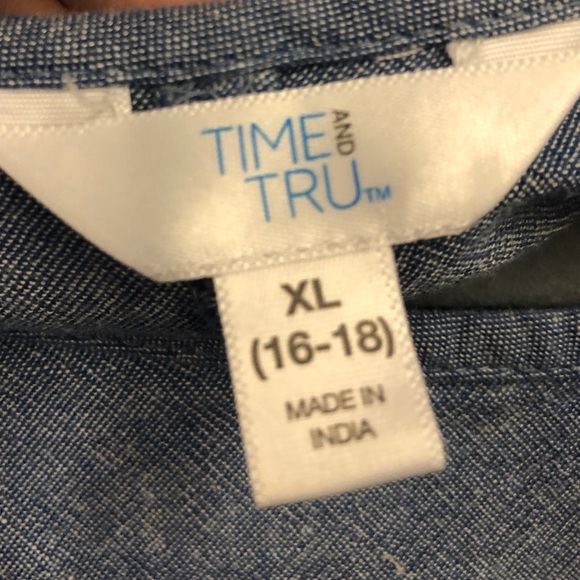 TIME AND
TRU™
XL
(16-18)
MADE IN
INDIA